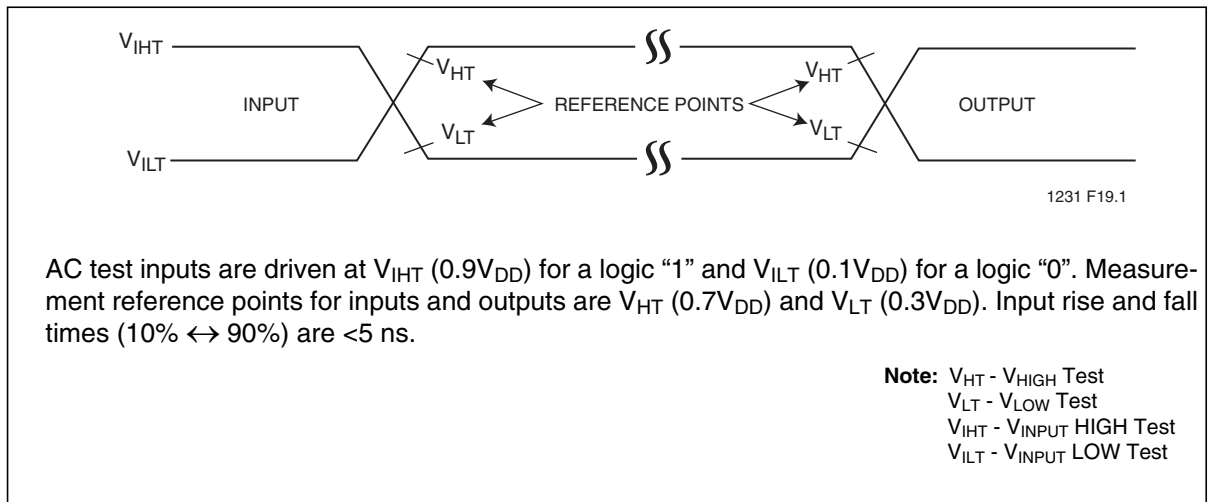 VIHT
VHT VHT
INPUT REFERENCE POINTS OUTPUT
VLT VLT
VILT
1231 F19.1
AC test inputs are driven at VIHT (0.9VDD) for a logic “1” and VILT (0.1VDD) for a logic “0”. Measure-
ment reference points for inputs and outputs are VHT (0.7VDD) and VLT (0.3VDD). Input rise and fall
times (10% ↔ 90%) are <5 ns.
Note: VHT - VHIGH Test
VLT - VLOW Test
VIHT - VINPUT HIGH Test
VILT - VINPUT LOW Test